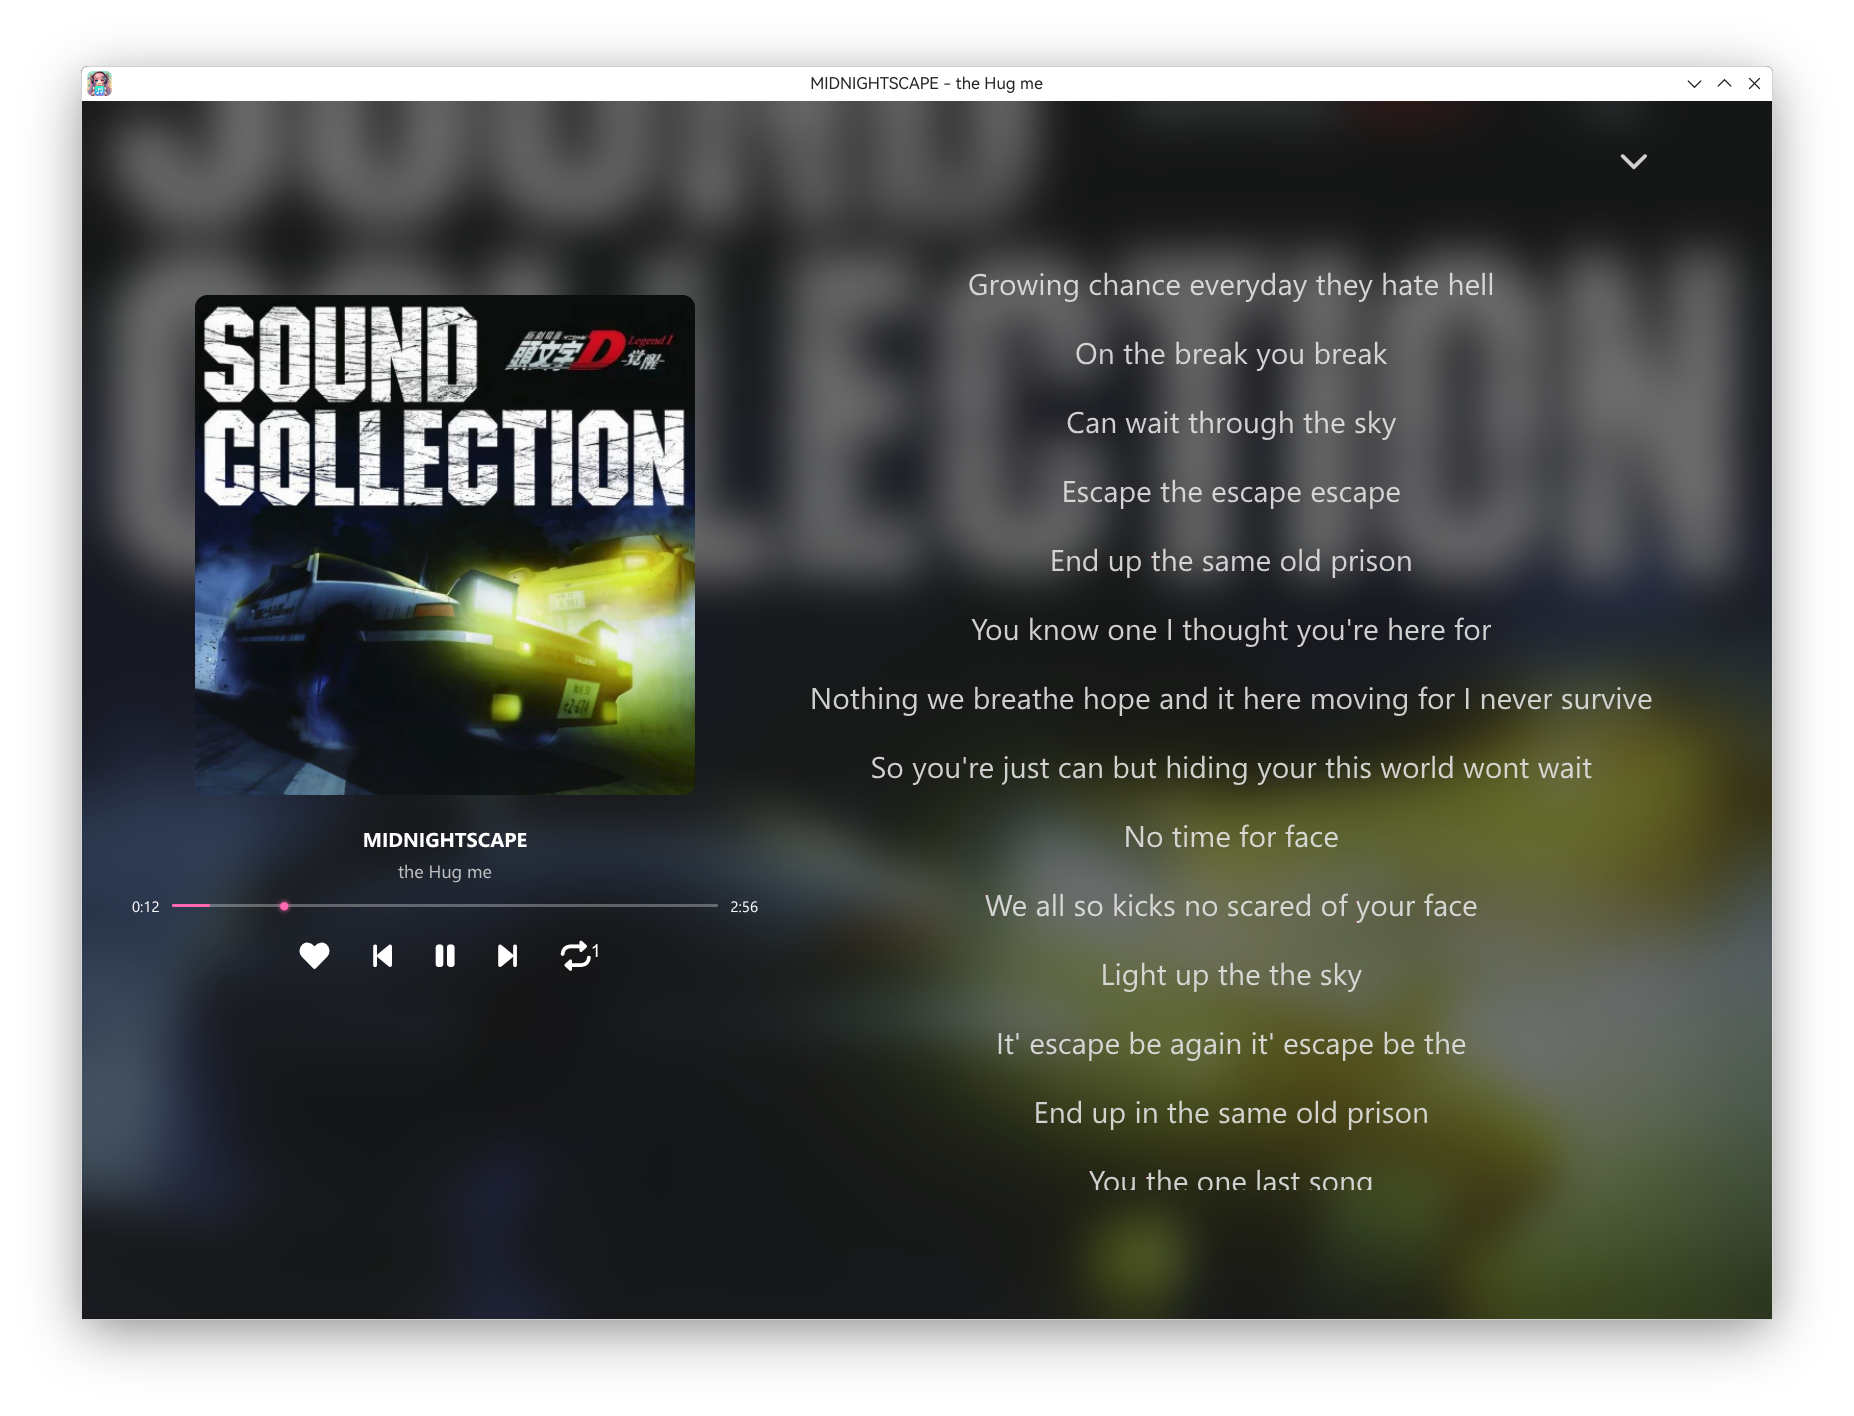 MIDNIGHTSCAPE - the Hug me
SOUND
COLLECTION
頭文字D
Legend 1
-覚醒-
MIDNIGHTSCAPE
the Hug me
0:12
2:56
1
Growing chance everyday they hate hell
On the break you break
Can wait through the sky
Escape the escape escape
End up the same old prison
You know one I thought you're here for
Nothing we breathe hope and it here moving for I never survive
So you're just can but hiding your this world wont wait
No time for face
We all so kicks no scared of your face
Light up the the sky
It' escape be again it' escape be the
End up in the same old prison
You the one last song